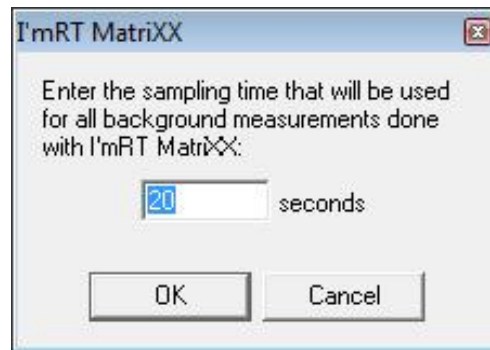 I'mRT MatriXX
Enter the sampling time that will be used
for all background measurements done
with I'mRT MatriXX:
20 seconds
OK Cancel